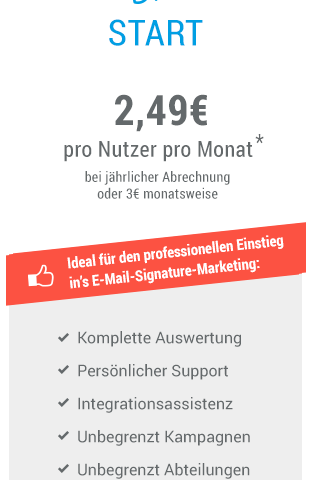 START
2,49€
pro Nutzer pro Monat*
bei jährlicher Abrechnung
oder 3€ monatsweise
Ideal für den professionellen Einstieg
in's E-Mail-Signature-Marketing:
Komplette Auswertung
Persönlicher Support
Integrationsassistenz
Unbegrenzt Kampagnen
Unbegrenzt Abteilungen